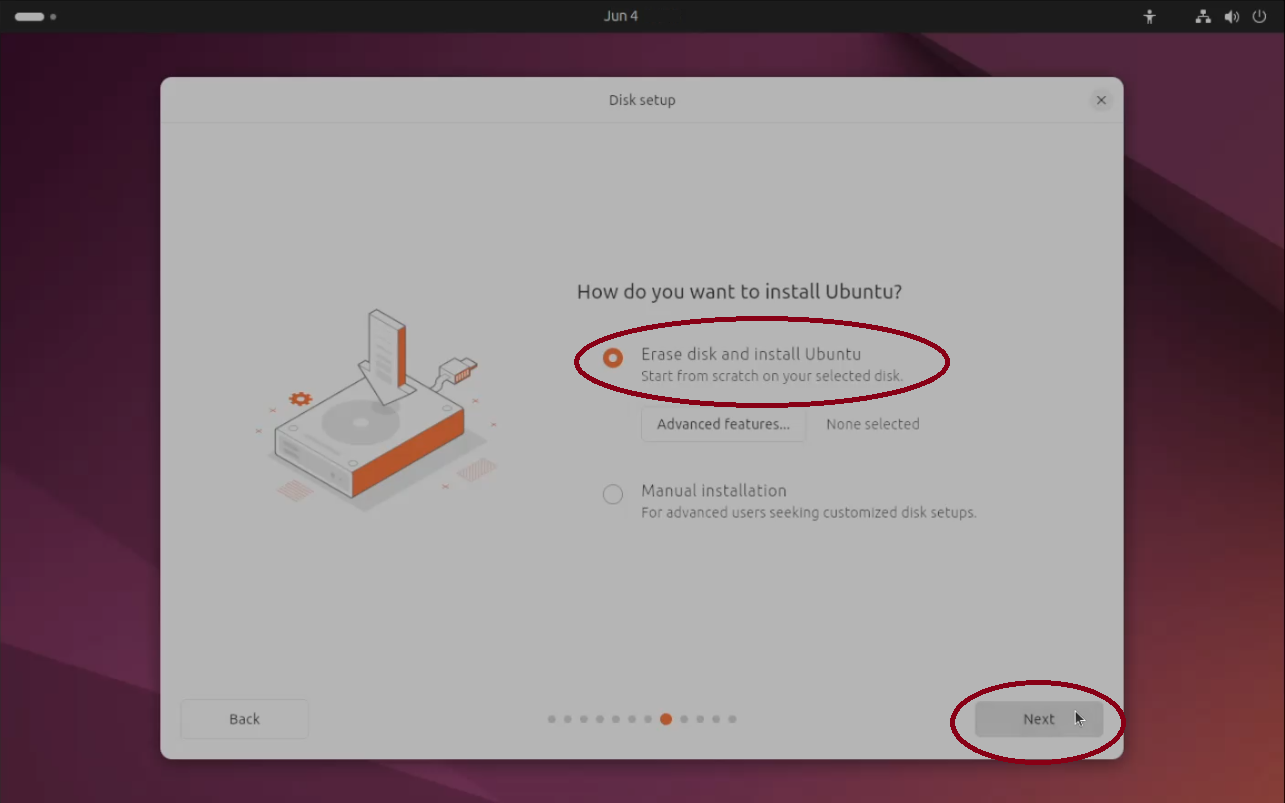 Jun 4
Disk setup
How do you want to install Ubuntu?
Erase disk and install Ubuntu
Start from scratch on your selected disk.
Advanced features...
None selected
Manual installation
For advanced users seeking customized disk setups.
Back
Next